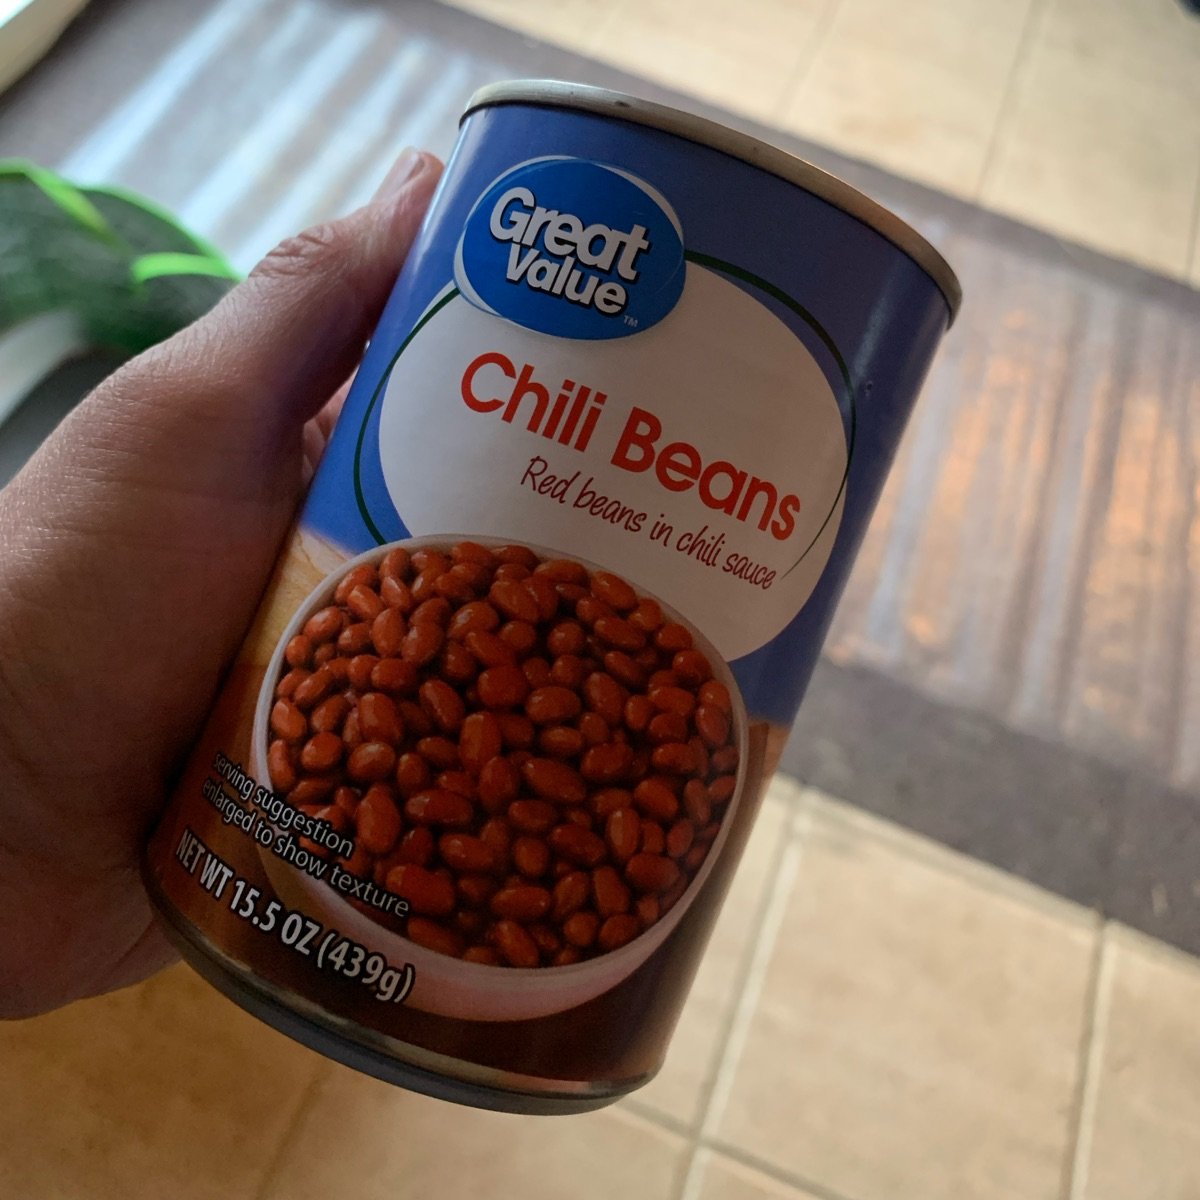 Great
Value™
Chili Beans
Red beans in chili sauce
serving suggestion
enlarged to show texture
NET WT 15.5 OZ (439g)